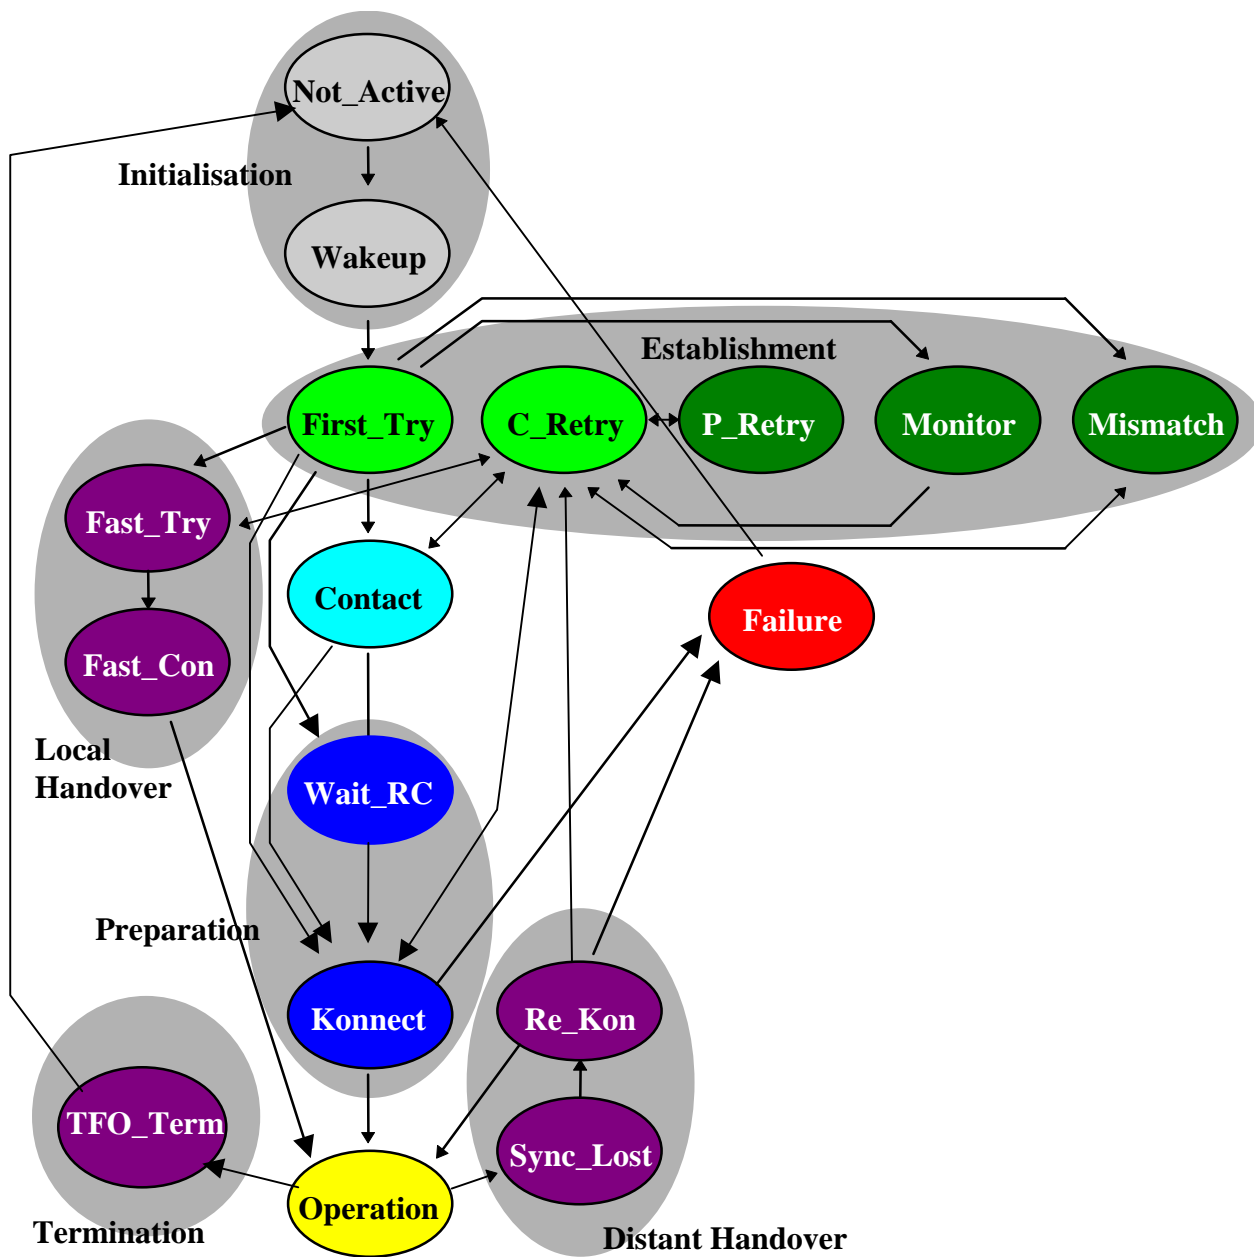 Not_Active
Initialisation
Wakeup
Establishment
First_Try
C_Retry
P_Retry
Monitor
Mismatch
Fast_Try
Contact
Failure
Fast_Con
Local
Handover
Wait_RC
Preparation
Konnect
Re_Kon
TFO_Term
Sync_Lost
Operation
Termination
Distant Handover